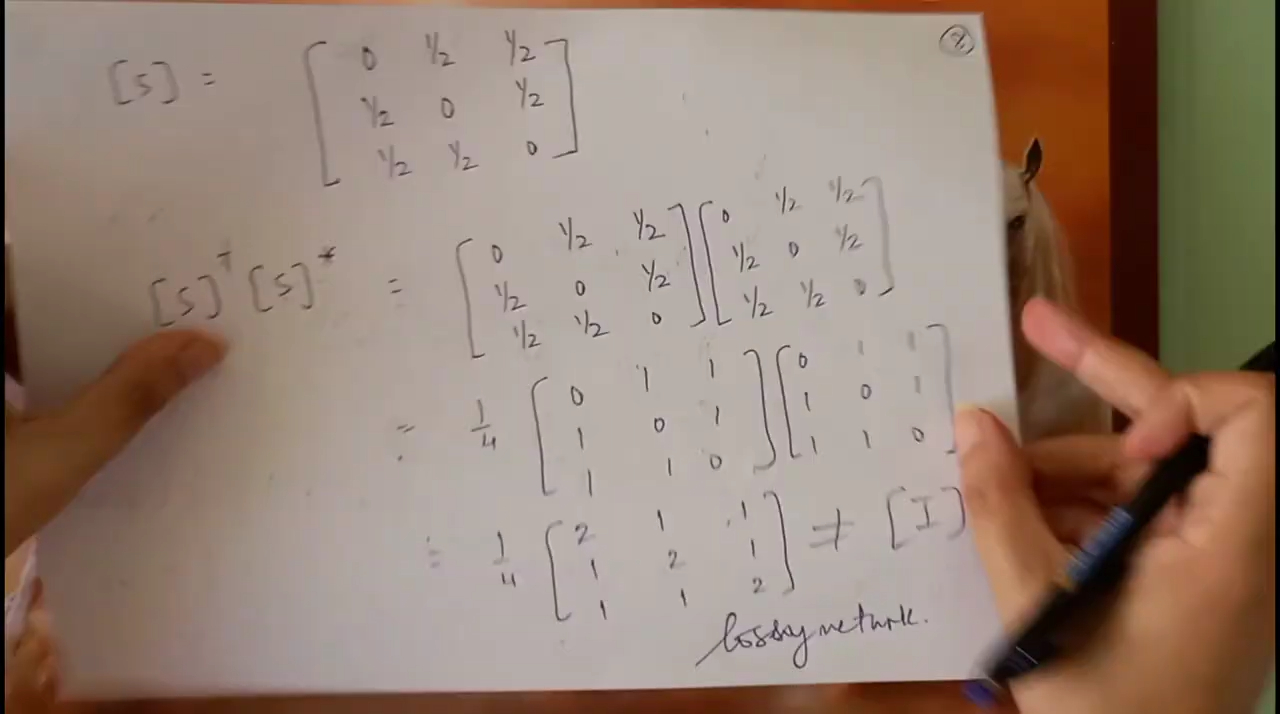 ②
[S] = [ 0 1/2 1/2
1/2 0 1/2
1/2 1/2 0 ]
[S]ᵀ [S]* = [ 0 1/2 1/2 ] [ 0 1/2 1/2 ]
[ 1/2 0 1/2 ] [ 1/2 0 1/2 ]
[ 1/2 1/2 0 ] [ 1/2 1/2 0 ]
= 1/4 [ 0 1 1 ] [ 0 1 1 ]
[ 1 0 1 ] [ 1 0 1 ]
[ 1 1 0 ] [ 1 1 0 ]
= 1/4 [ 2 1 1 ] ≠ [I]
[ 1 2 1 ]
[ 1 1 2 ]
lossy netwrk.